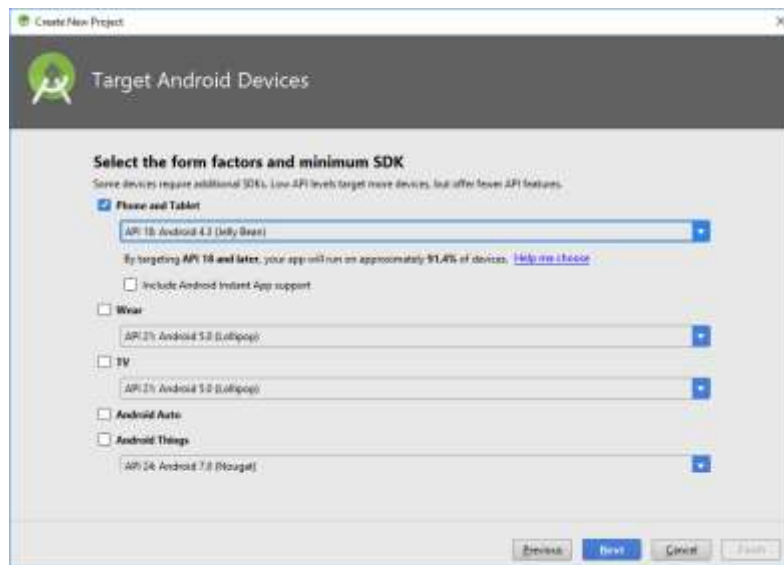 Create New Project
Target Android Devices
Select the form factors and minimum SDK
Some devices require additional SDKs. Low API levels target more devices, but offer fewer API features.
Phone and Tablet
API 18: Android 4.3 (Jelly Bean)
By targeting API 18 and later, your app will run on approximately 91.4% of devices. Help me choose
Include Android Instant App support
Wear
API 21: Android 5.0 (Lollipop)
TV
API 21: Android 5.0 (Lollipop)
Android Auto
Android Things
API 24: Android 7.0 (Nougat)
Previous Next Cancel Finish